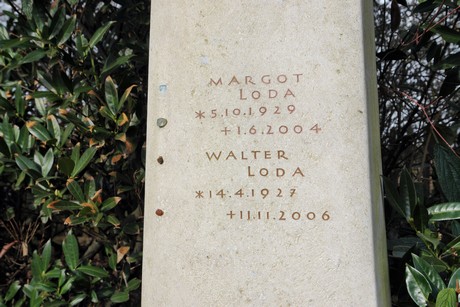 MARGOT
LODA
*5.10.1929
+1.6.2004
WALTER
LODA
*14.4.1927
+11.11.2006